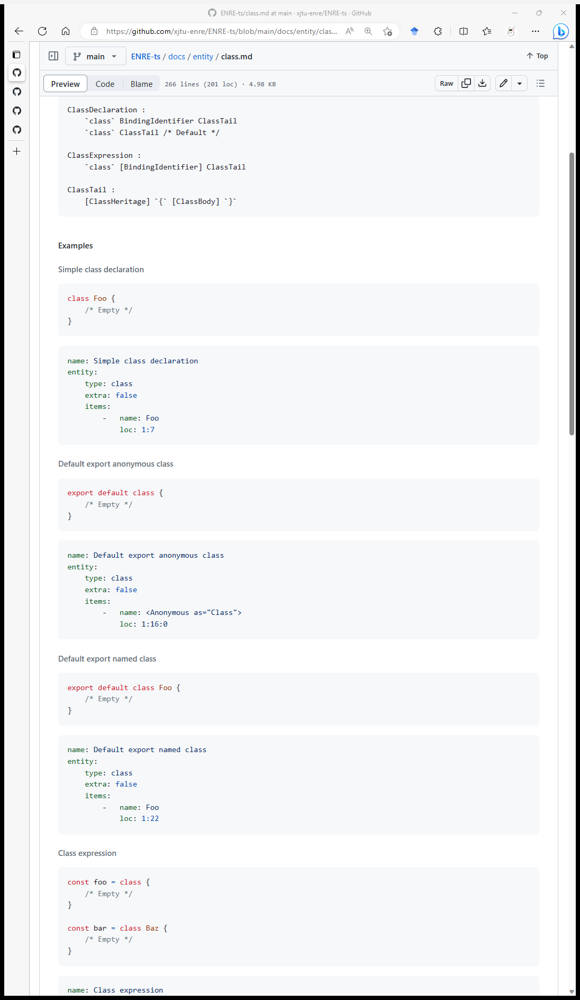 ENRE-ts/class.md at main · xjtu-enre/ENRE-ts · GitHub
https://github.com/xjtu-enre/ENRE-ts/blob/main/docs/entity/clas...
main ENRE-ts / docs / entity / class.md Top
Preview Code Blame 266 lines (201 loc) · 4.98 KB Raw
ClassDeclaration :
    `class` BindingIdentifier ClassTail
    `class` ClassTail /* Default */
ClassExpression :
    `class` [BindingIdentifier] ClassTail
ClassTail :
    [ClassHeritage] `{` [ClassBody] `}`
Examples
Simple class declaration
class Foo {
    /* Empty */
}
name: Simple class declaration
entity:
    type: class
    extra: false
    items:
        -   name: Foo
            loc: 1:7
Default export anonymous class
export default class {
    /* Empty */
}
name: Default export anonymous class
entity:
    type: class
    extra: false
    items:
        -   name: <Anonymous as="Class">
            loc: 1:16:0
Default export named class
export default class Foo {
    /* Empty */
}
name: Default export named class
entity:
    type: class
    extra: false
    items:
        -   name: Foo
            loc: 1:22
Class expression
const foo = class {
    /* Empty */
}
const bar = class Baz {
    /* Empty */
}
name: Class expression